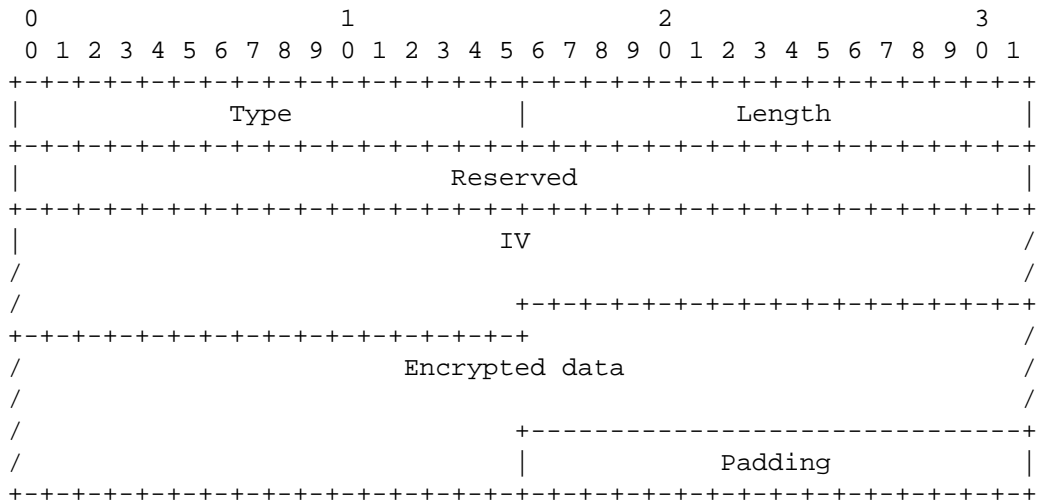 0                   1                   2                   3
0 1 2 3 4 5 6 7 8 9 0 1 2 3 4 5 6 7 8 9 0 1 2 3 4 5 6 7 8 9 0 1
+-+-+-+-+-+-+-+-+-+-+-+-+-+-+-+-+-+-+-+-+-+-+-+-+-+-+-+-+-+-+-+-+
|             Type              |             Length            |
+-+-+-+-+-+-+-+-+-+-+-+-+-+-+-+-+-+-+-+-+-+-+-+-+-+-+-+-+-+-+-+-+
|                           Reserved                            |
+-+-+-+-+-+-+-+-+-+-+-+-+-+-+-+-+-+-+-+-+-+-+-+-+-+-+-+-+-+-+-+-+
|                              IV                               /
/                                                               /
/                               +-+-+-+-+-+-+-+-+-+-+-+-+-+-+-+-+
+-+-+-+-+-+-+-+-+-+-+-+-+-+-+-+-+                               /
/                        Encrypted data                         /
/                                                               /
/                               +-------------------------------+
/                               |            Padding            |
+-+-+-+-+-+-+-+-+-+-+-+-+-+-+-+-+-+-+-+-+-+-+-+-+-+-+-+-+-+-+-+-+